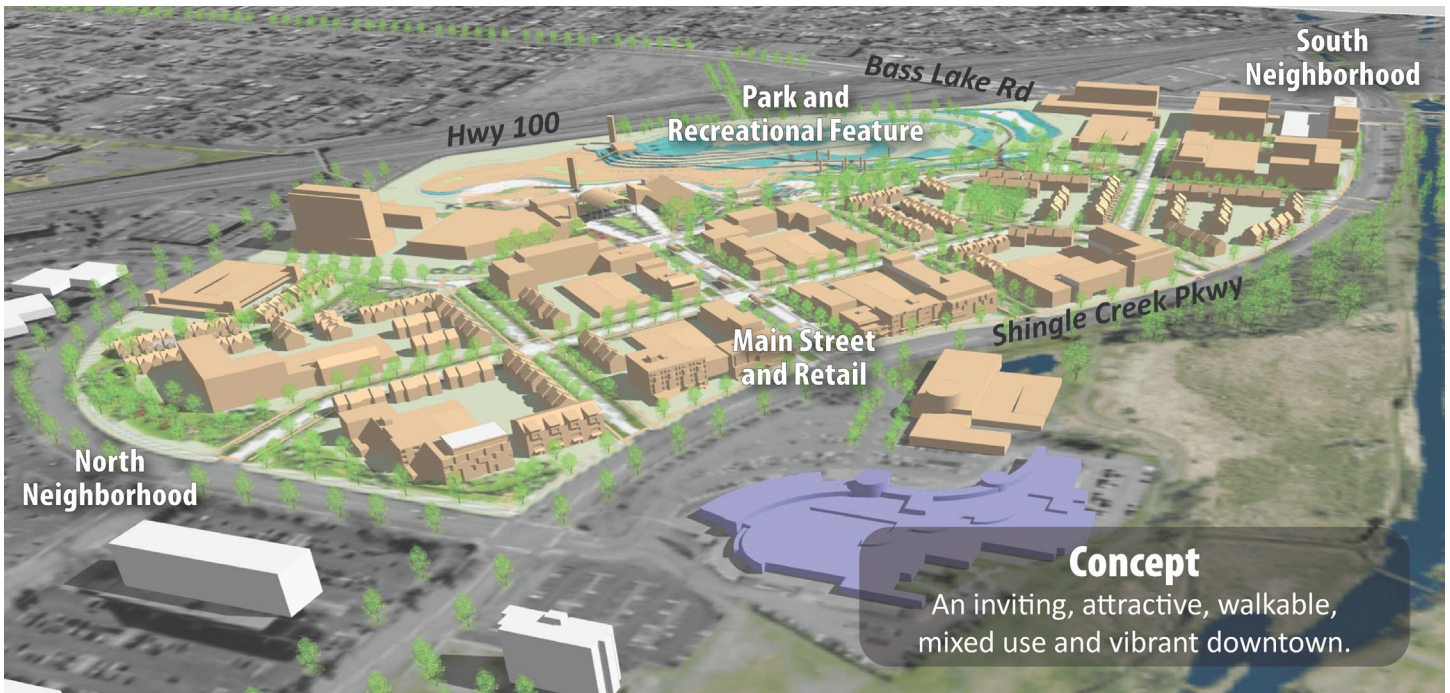 South
Neighborhood
Bass Lake Rd
Park and
Recreational Feature
Hwy 100
Shingle Creek Pkwy
Main Street
and Retail
North
Neighborhood
Concept
An inviting, attractive, walkable,
mixed use and vibrant downtown.